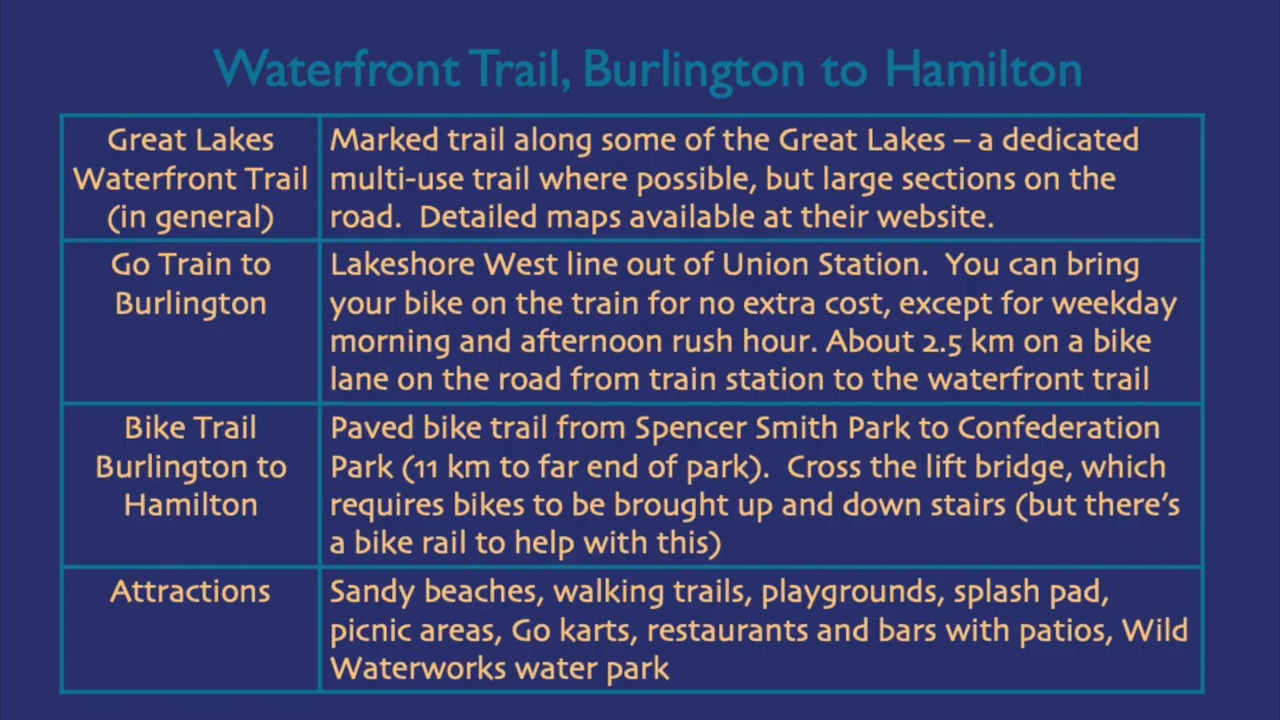 Waterfront Trail, Burlington to Hamilton
Great Lakes
Waterfront Trail
(in general)
Marked trail along some of the Great Lakes – a dedicated
multi-use trail where possible, but large sections on the
road.  Detailed maps available at their website.
Go Train to
Burlington
Lakeshore West line out of Union Station.  You can bring
your bike on the train for no extra cost, except for weekday
morning and afternoon rush hour. About 2.5 km on a bike
lane on the road from train station to the waterfront trail
Bike Trail
Burlington to
Hamilton
Paved bike trail from Spencer Smith Park to Confederation
Park (11 km to far end of park).  Cross the lift bridge, which
requires bikes to be brought up and down stairs (but there's
a bike rail to help with this)
Attractions
Sandy beaches, walking trails, playgrounds, splash pad,
picnic areas, Go karts, restaurants and bars with patios, Wild
Waterworks water park